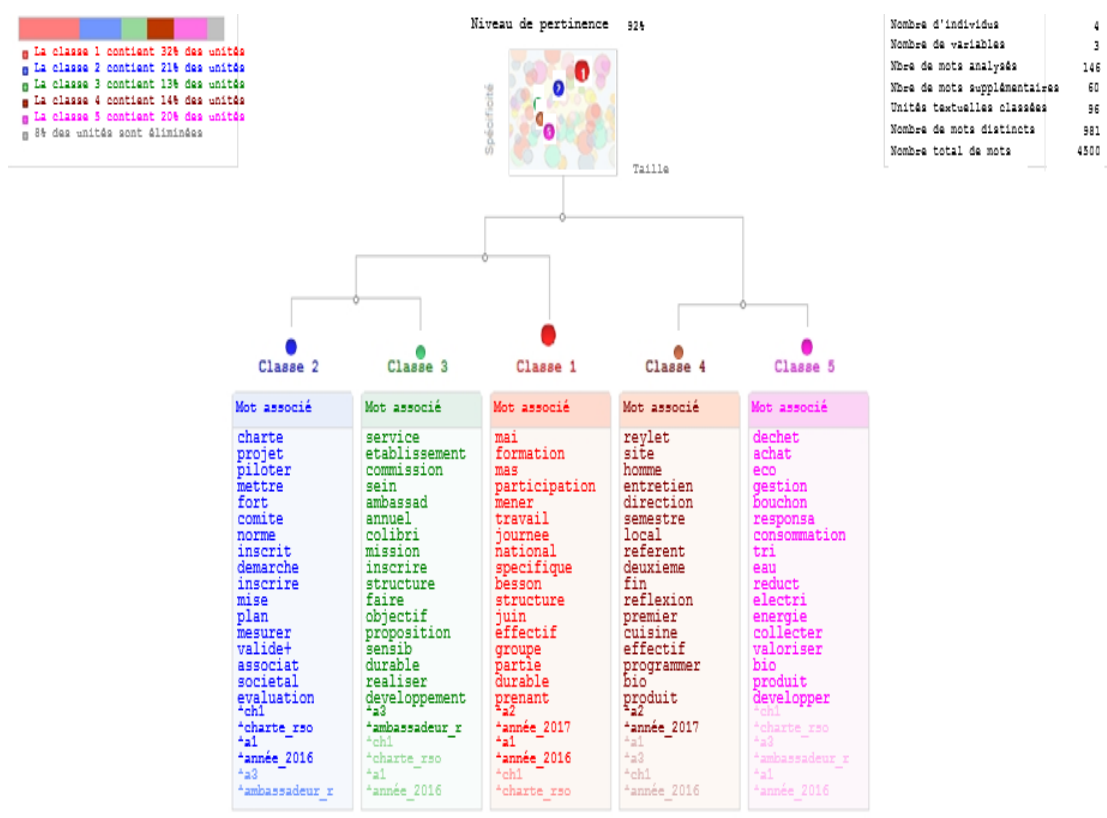 Niveau de pertinence 92%
La classe 1 contient 32% des unités
La classe 2 contient 21% des unités
La classe 3 contient 13% des unités
La classe 4 contient 14% des unités
La classe 5 contient 20% des unités
8% des unités sont éliminées
Nombre d'individus 4
Nombre de variables 3
Nbre de mots analysés 146
Nbre de mots supplémentaires 60
Unités textuelles classées 96
Nombre de mots distincts 981
Nombre total de mots 4500
Spécificité
1
2
4
5
Taille
Classe 2
Classe 3
Classe 1
Classe 4
Classe 5
Mot associé
charte
projet
piloter
mettre
fort
comite
norme
inscrit
demarche
inscrire
mise
plan
mesurer
valide+
associat
societal
evaluation
*ch1
*charte_rso
*a1
*année_2016
*a3
*ambassadeur_r
Mot associé
service
etablissement
commission
sein
ambassad
annuel
colibri
mission
inscrire
structure
faire
objectif
proposition
sensib
durable
realiser
developpement
*a3
*ambassadeur_r
*ch1
*charte_rso
*a1
*année_2016
Mot associé
mai
formation
mas
participation
mener
travail
journee
national
specifique
besson
structure
juin
effectif
groupe
partie
durable
prenant
*a2
*année_2017
*a1
*année_2016
*ch1
*charte_rso
Mot associé
reylet
site
homme
entretien
direction
semestre
local
referent
deuxieme
fin
reflexion
premier
cuisine
effectif
programmer
bio
produit
*a2
*année_2017
*a1
*a3
*ch1
*année_2016
Mot associé
dechet
achat
eco
gestion
bouchon
responsa
consommation
tri
eau
reduct
electri
energie
collecter
valoriser
bio
produit
developper
*ch1
*charte_rso
*a3
*ambassadeur_r
*a1
*année_2016